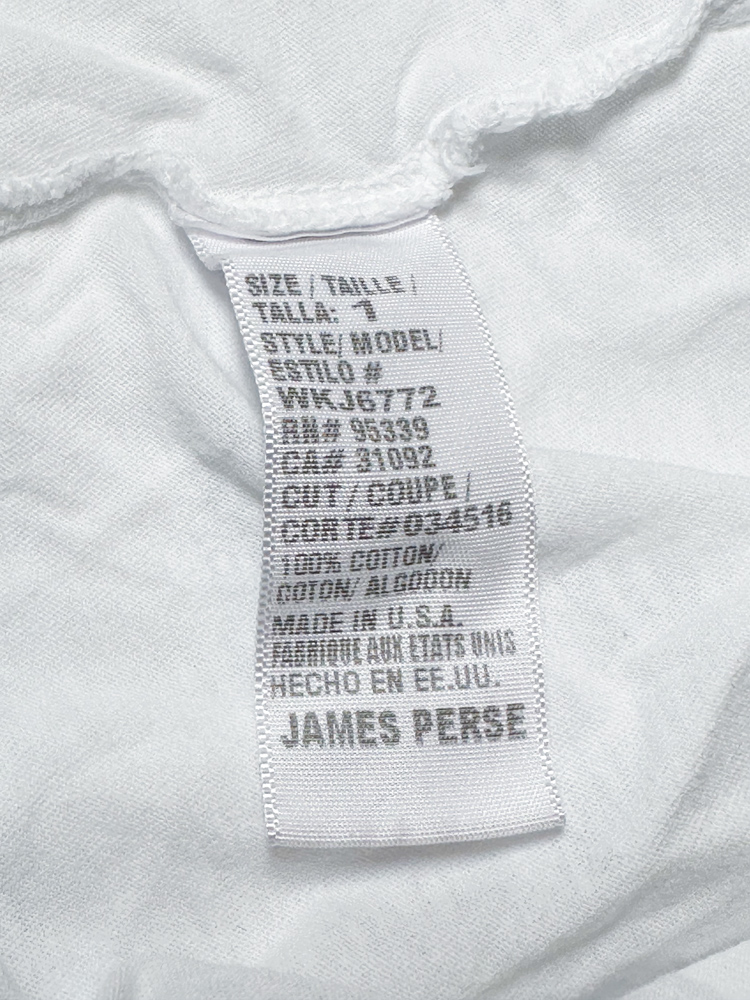 SIZE / TAILLE /
TALLA: 1
STYLE/ MODEL/
ESTILO #
WKJ6772
RN# 95339
CA# 31092
CUT / COUPE /
CORTE# 034516
100% COTTON/
COTON/ ALGODON
MADE IN U.S.A.
FABRIQUE AUX ETATS UNIS
HECHO EN EE.UU.
JAMES PERSE